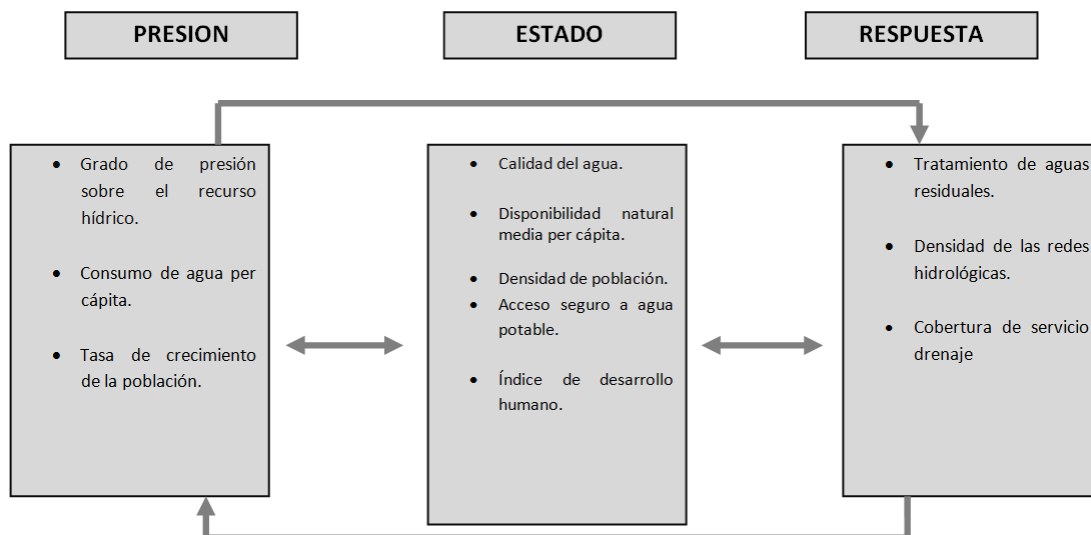 PRESION
ESTADO
RESPUESTA
• Grado de presión
sobre el recurso
hídrico.
• Consumo de agua per
cápita.
• Tasa de crecimiento
de la población.
• Calidad del agua.
• Disponibilidad natural
media per cápita.
• Densidad de población.
• Acceso seguro a agua
potable.
• Índice de desarrollo
humano.
• Tratamiento de aguas
residuales.
• Densidad de las redes
hidrológicas.
• Cobertura de servicio
drenaje